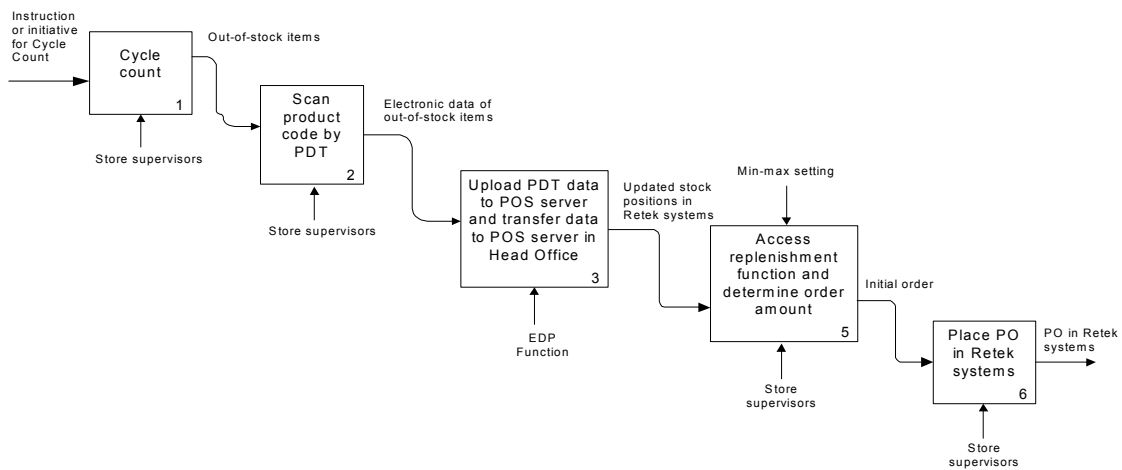 Instruction
or initiative
for Cycle
Count
Cycle
count
1
Store supervisors
Out-of-stock items
Scan
product
code by
PDT
2
Store supervisors
Electronic data of
out-of-stock items
Upload PDT data
to POS server
and transfer data
to POS server in
Head Office
3
EDP
Function
Updated stock
positions in
Retek systems
Min-max setting
Access
replenishment
function and
determine order
amount
5
Store
supervisors
Initial order
Place PO
in Retek
systems
6
Store
supervisors
PO in Retek
systems